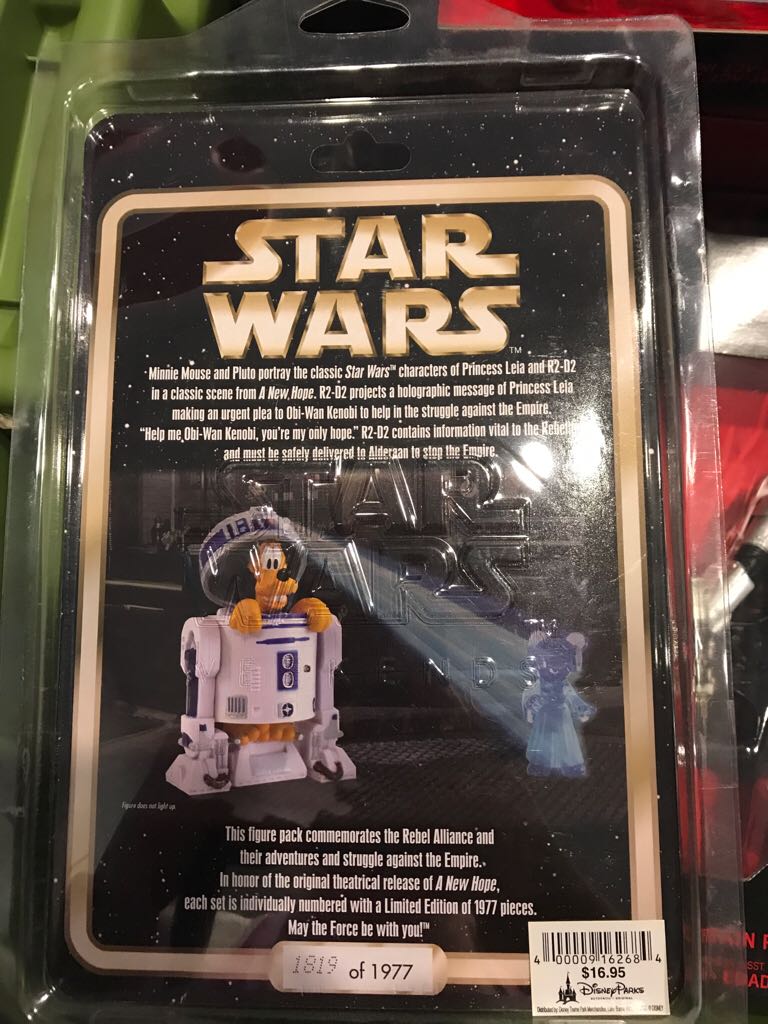 STAR
WARS
TM
Minnie Mouse and Pluto portray the classic Star Wars™ characters of Princess Leia and R2-D2
in a classic scene from A New Hope. R2-D2 projects a holographic message of Princess Leia
making an urgent plea to Obi-Wan Kenobi to help in the struggle against the Empire.
“Help me Obi-Wan Kenobi, you’re my only hope.” R2-D2 contains information vital to the
and must be safely delivered to Alderaan to stop the Empire.
STAR
WARS
Figure does not light up.
This figure pack commemorates the Rebel Alliance and
their adventures and struggle against the Empire.
In honor of the original theatrical release of A New Hope,
each set is individually numbered with a Limited Edition of 1977 pieces.
May the Force be with you!™
1819 of 1977
4 00009 16268 4
$16.95
Disney Parks
AUTHENTIC ORIGINAL